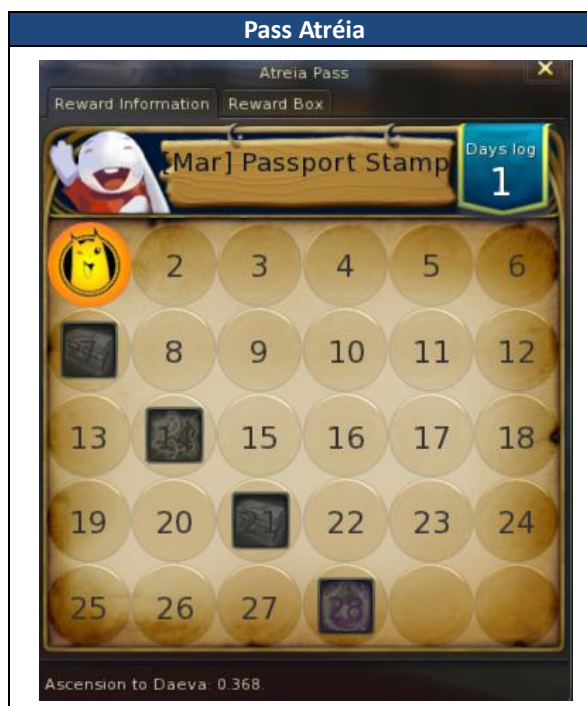 Pass Atréia
Atreia Pass
Reward Information Reward Box
[Mar] Passport Stamp
Days log
1
2 3 4 5 6
7 8 9 10 11 12
13 14 15 16 17 18
19 20 21 22 23 24
25 26 27 28
Ascension to Daeva: 0.368.